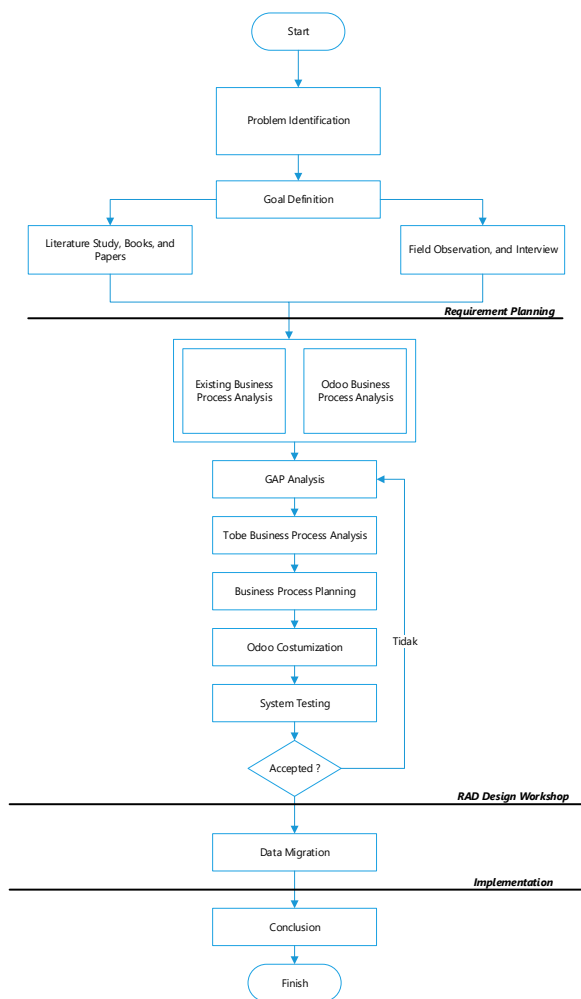 Start
Problem Identification
Goal Definition
Literature Study, Books, and
Papers
Field Observation, and Interview
Requirement Planning
Existing Business
Process Analysis
Odoo Business
Process Analysis
GAP Analysis
Tobe Business Process Analysis
Business Process Planning
Odoo Costumization
Tidak
System Testing
Accepted ?
RAD Design Workshop
Data Migration
Implementation
Conclusion
Finish